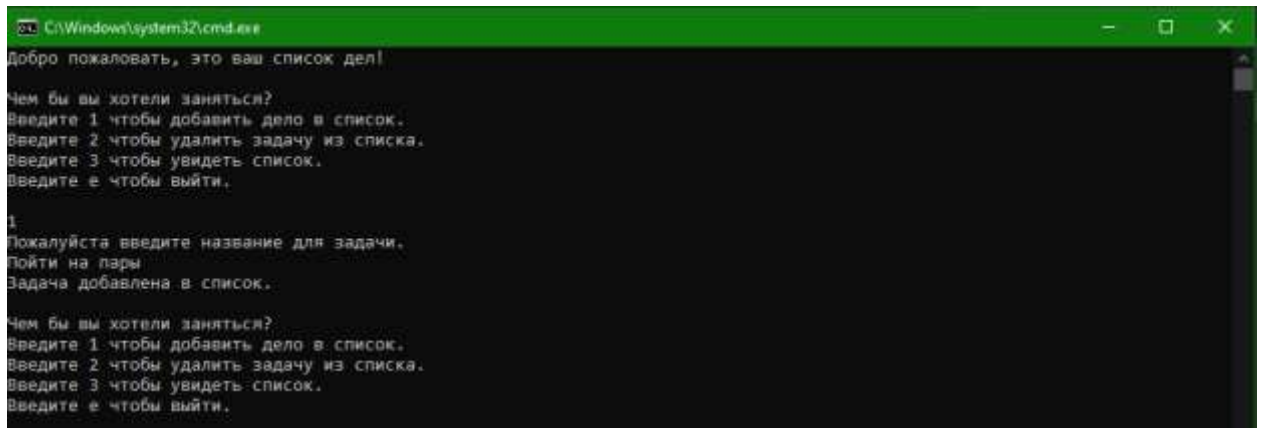 C:\Windows\system32\cmd.exe
Добро пожаловать, это ваш список дел!
Чем бы вы хотели заняться?
Введите 1 чтобы добавить дело в список.
Введите 2 чтобы удалить задачу из списка.
Введите 3 чтобы увидеть список.
Введите e чтобы выйти.
1
Пожалуйста введите название для задачи.
Пойти на пары
Задача добавлена в список.
Чем бы вы хотели заняться?
Введите 1 чтобы добавить дело в список.
Введите 2 чтобы удалить задачу из списка.
Введите 3 чтобы увидеть список.
Введите e чтобы выйти.